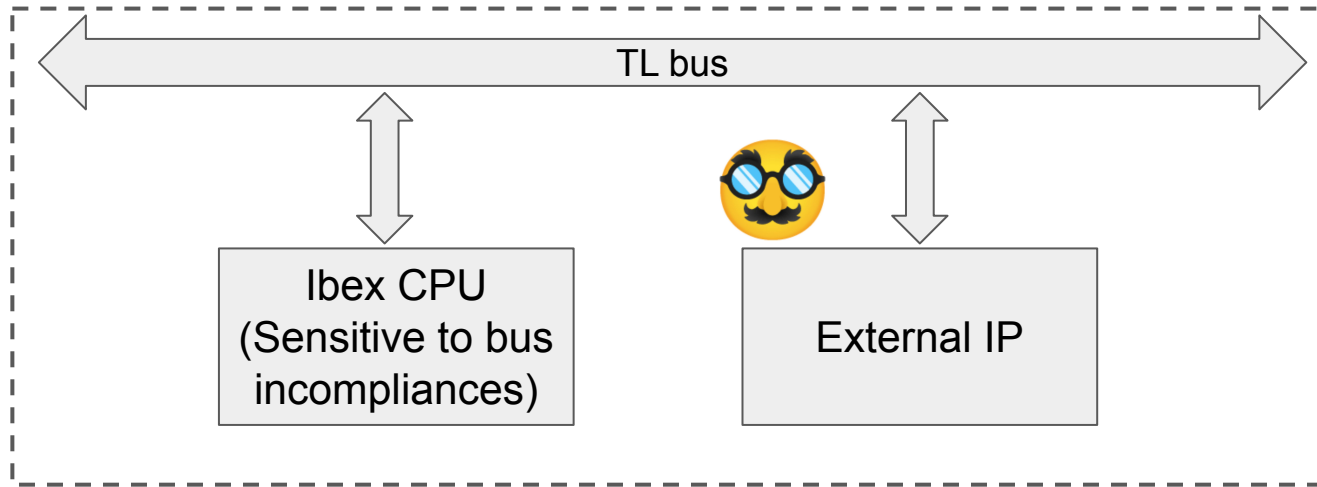 TL bus
Ibex CPU
(Sensitive to bus
incompliances)
External IP